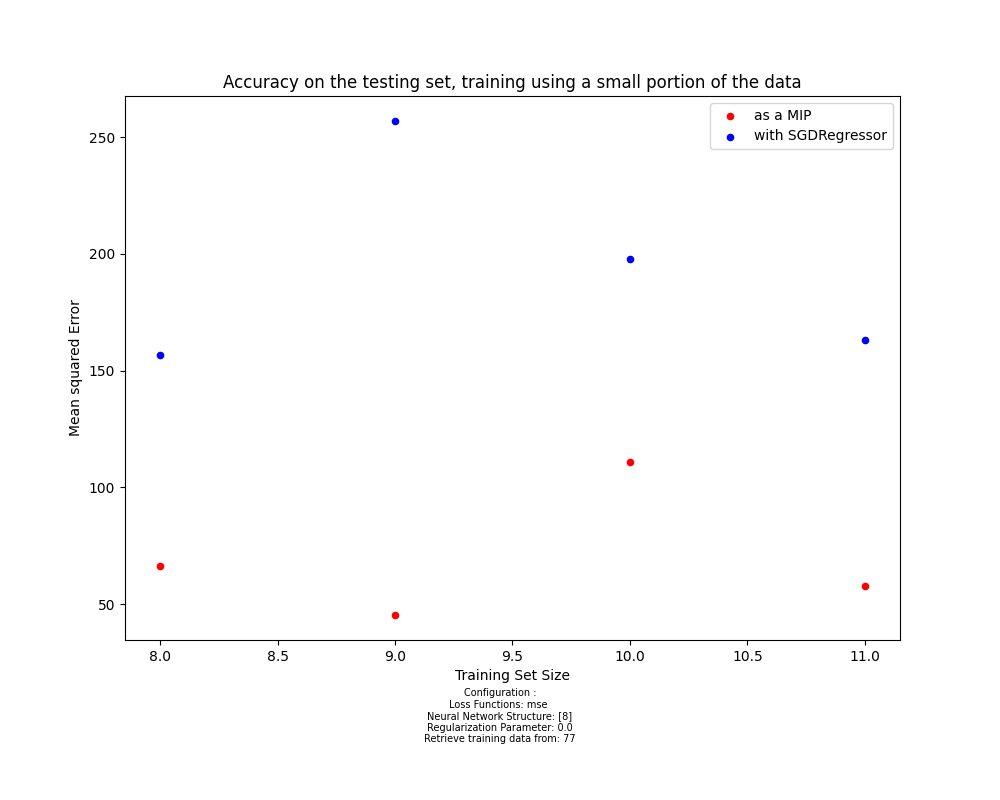 Accuracy on the testing set, training using a small portion of the data
as a MIP
with SGDRegressor
Mean squared Error
250
200
150
100
50
8.0 8.5 9.0 9.5 10.0 10.5 11.0
Training Set Size
Configuration :
Loss Functions: mse
Neural Network Structure: [8]
Regularization Parameter: 0.0
Retrieve training data from: 77